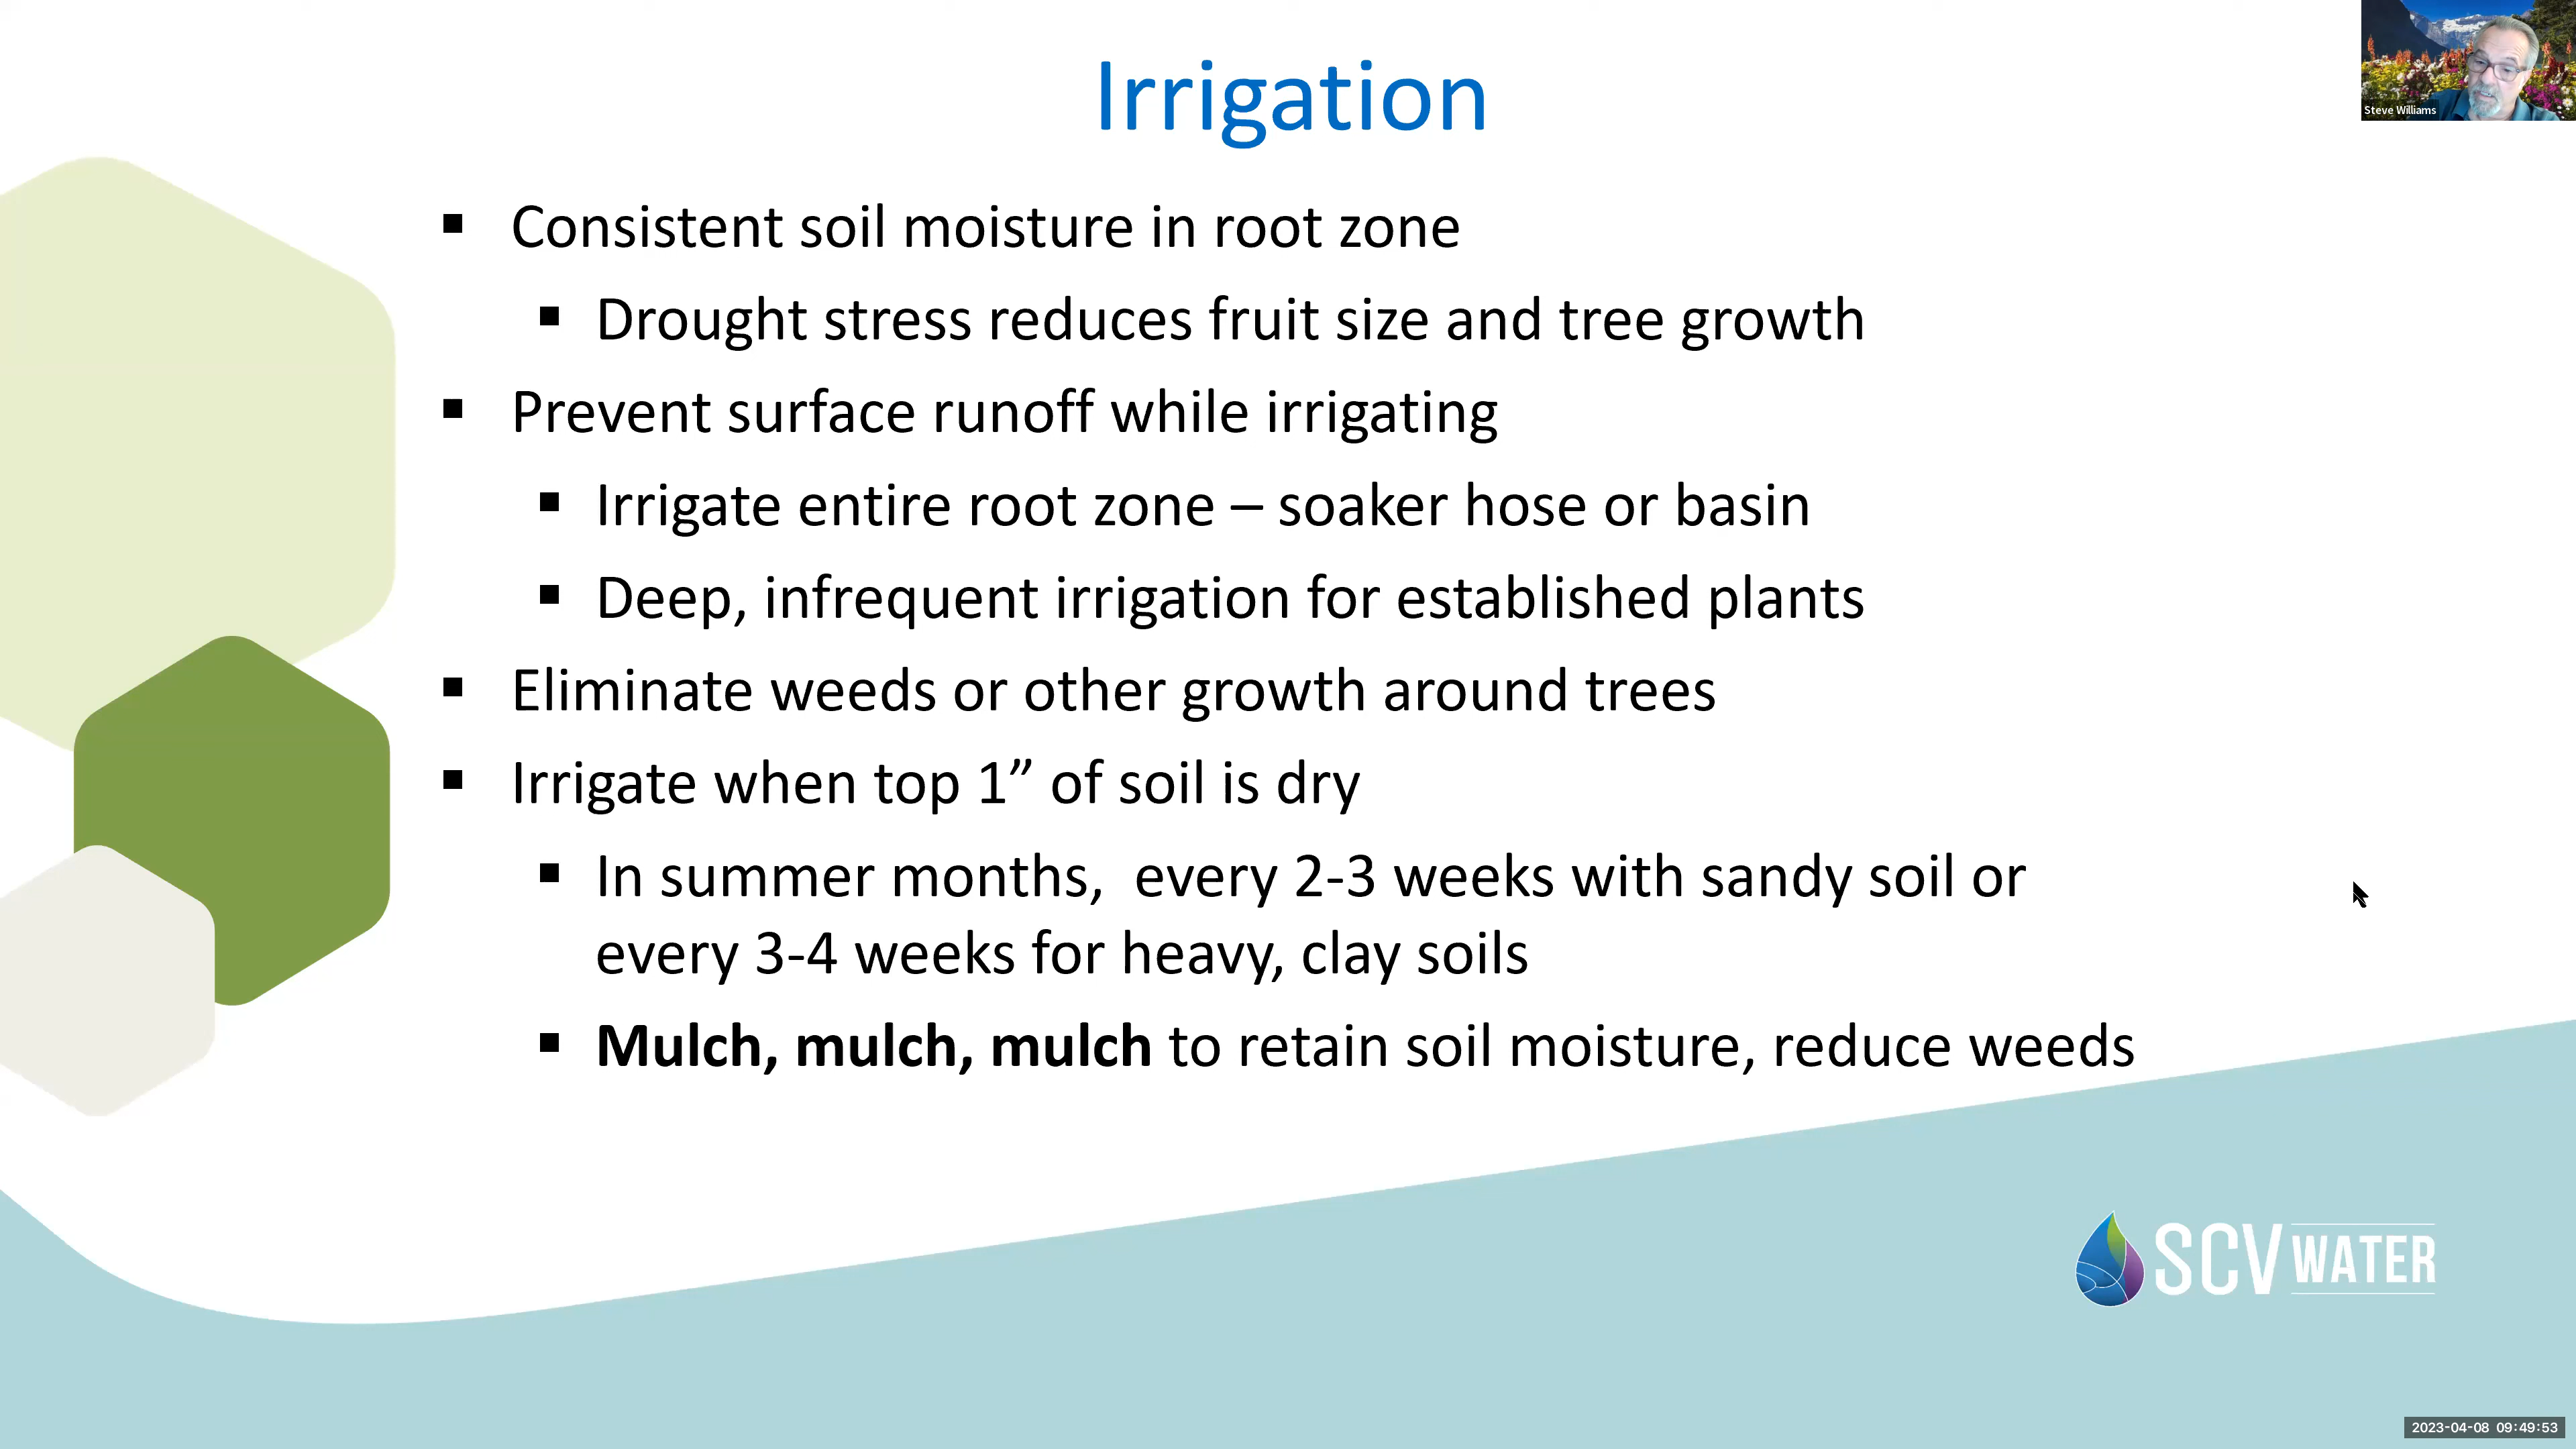 Irrigation
Steve Williams
▪ Consistent soil moisture in root zone
▪ Drought stress reduces fruit size and tree growth
▪ Prevent surface runoff while irrigating
▪ Irrigate entire root zone – soaker hose or basin
▪ Deep, infrequent irrigation for established plants
▪ Eliminate weeds or other growth around trees
▪ Irrigate when top 1” of soil is dry
▪ In summer months,  every 2-3 weeks with sandy soil or
every 3-4 weeks for heavy, clay soils
▪ Mulch, mulch, mulch to retain soil moisture, reduce weeds
SCV WATER
2023-04-08 09:49:53